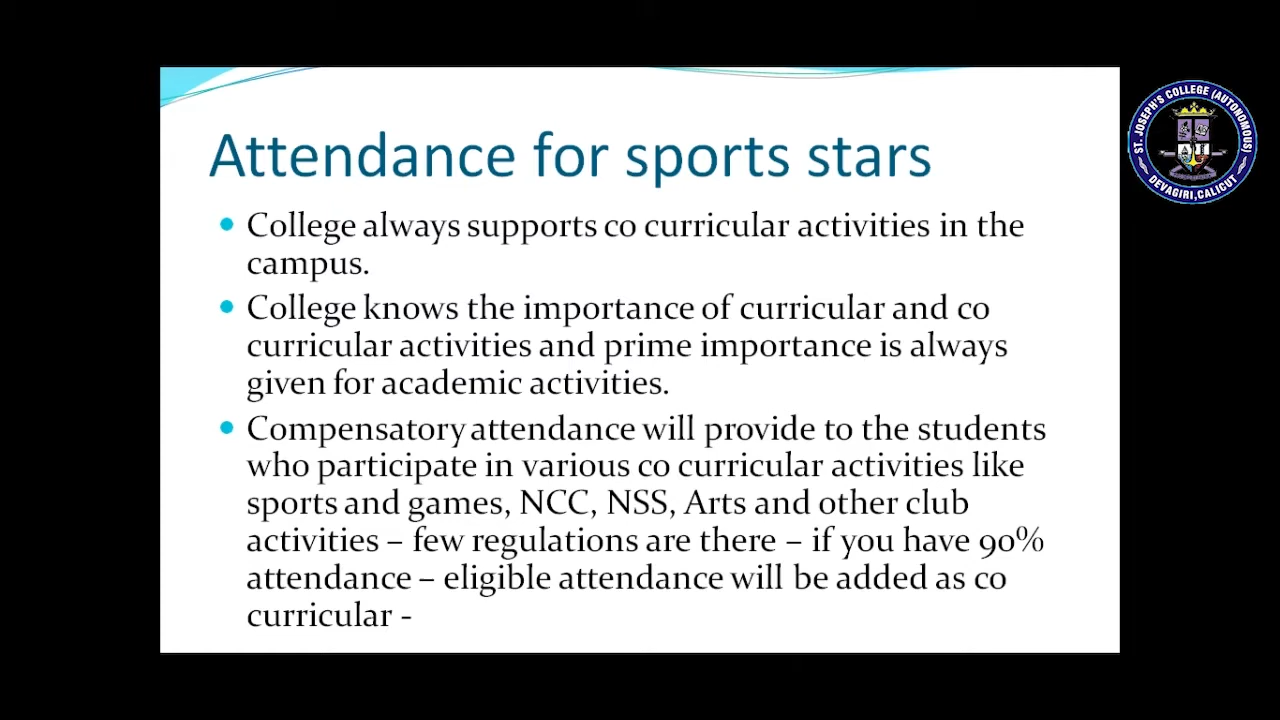 Attendance for sports stars
College always supports co curricular activities in the
campus.
College knows the importance of curricular and co
curricular activities and prime importance is always
given for academic activities.
Compensatory attendance will provide to the students
who participate in various co curricular activities like
sports and games, NCC, NSS, Arts and other club
activities – few regulations are there – if you have 90%
attendance – eligible attendance will be added as co
curricular -
ST. JOSEPH'S COLLEGE (AUTONOMOUS)
DEVAGIRI, CALICUT